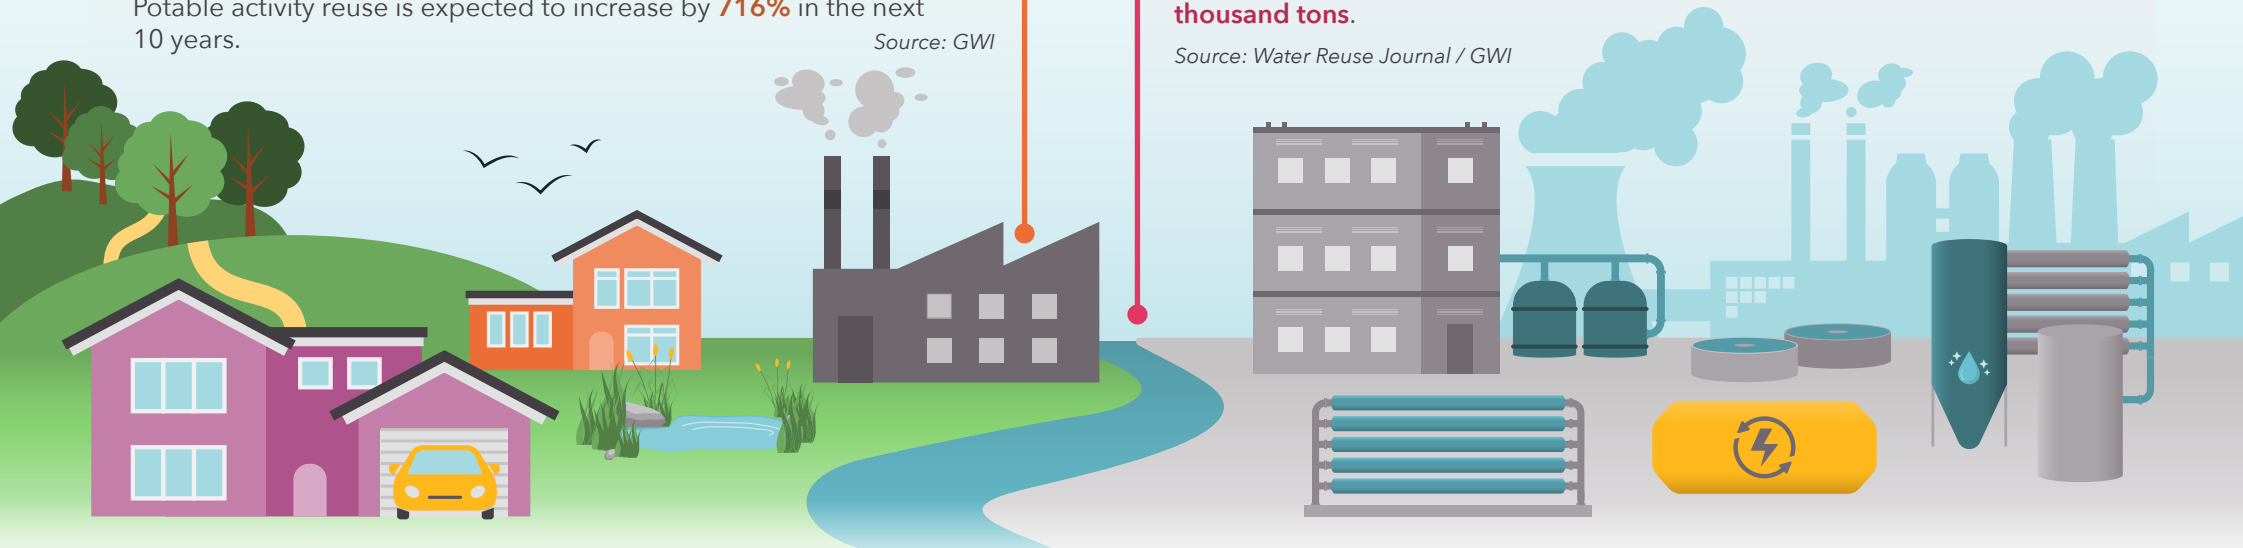 Potable activity reuse is expected to increase by 716% in the next
10 years.
Source: GWI
thousand tons.
Source: Water Reuse Journal / GWI